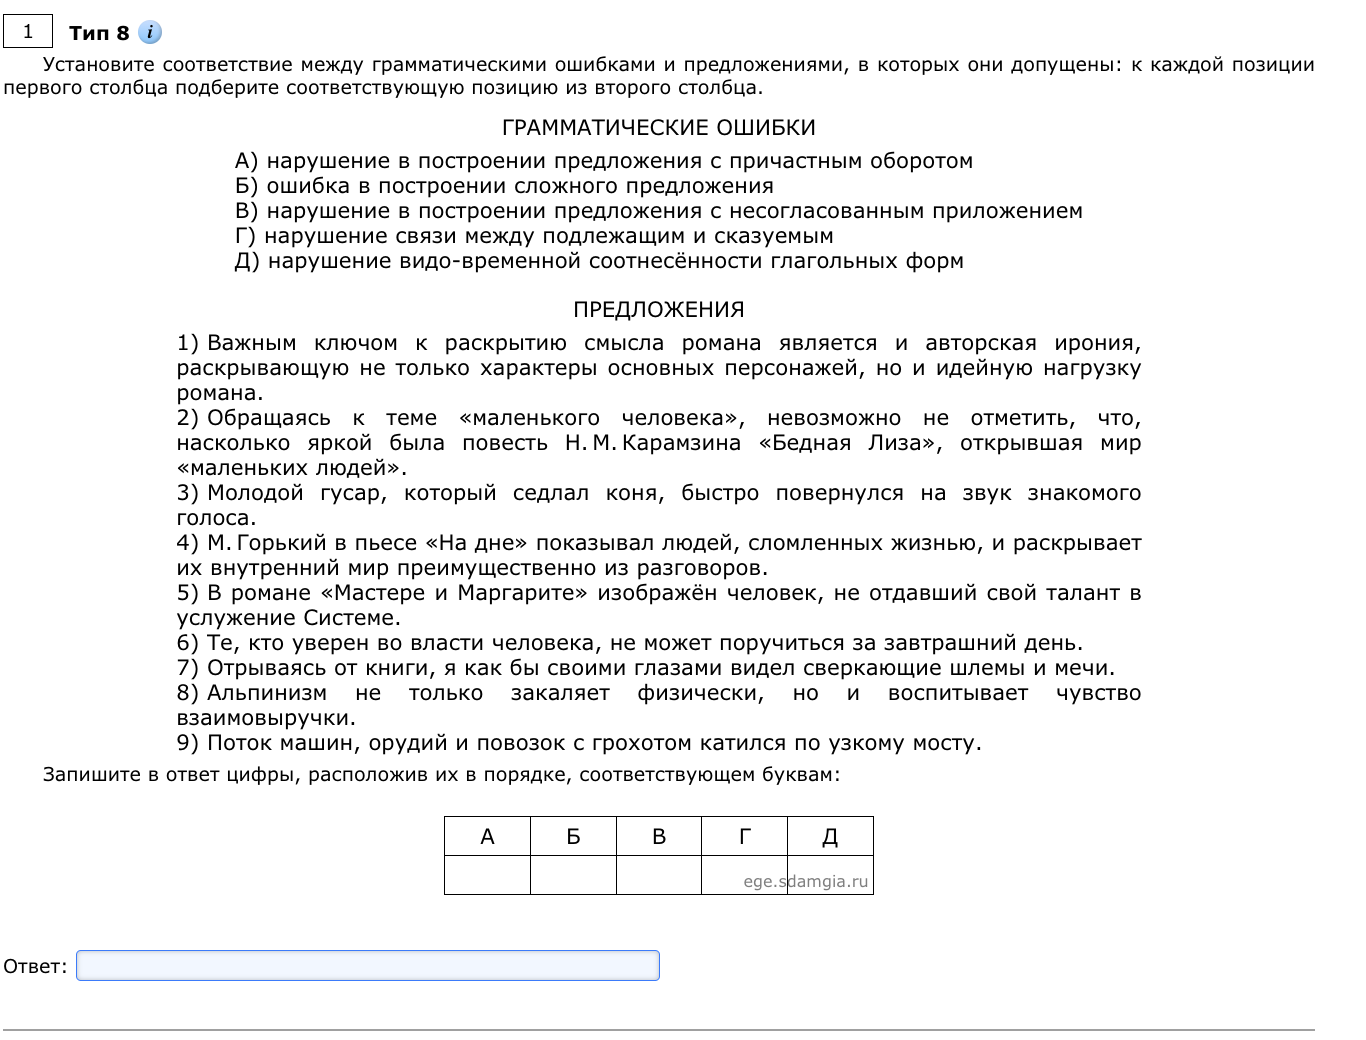 1 Тип 8 i
Установите соответствие между грамматическими ошибками и предложениями, в которых они допущены: к каждой позиции
первого столбца подберите соответствующую позицию из второго столбца.
ГРАММАТИЧЕСКИЕ ОШИБКИ
А) нарушение в построении предложения с причастным оборотом
Б) ошибка в построении сложного предложения
В) нарушение в построении предложения с несогласованным приложением
Г) нарушение связи между подлежащим и сказуемым
Д) нарушение видо-временной соотнесённости глагольных форм
ПРЕДЛОЖЕНИЯ
1) Важным ключом к раскрытию смысла романа является и авторская ирония,
раскрывающую не только характеры основных персонажей, но и идейную нагрузку
романа.
2) Обращаясь к теме «маленького человека», невозможно не отметить, что,
насколько яркой была повесть Н. М. Карамзина «Бедная Лиза», открывшая мир
«маленьких людей».
3) Молодой гусар, который седлал коня, быстро повернулся на звук знакомого
голоса.
4) М. Горький в пьесе «На дне» показывал людей, сломленных жизнью, и раскрывает
их внутренний мир преимущественно из разговоров.
5) В романе «Мастере и Маргарите» изображён человек, не отдавший свой талант в
услужение Системе.
6) Те, кто уверен во власти человека, не может поручиться за завтрашний день.
7) Отрываясь от книги, я как бы своими глазами видел сверкающие шлемы и мечи.
8) Альпинизм не только закаляет физически, но и воспитывает чувство
взаимовыручки.
9) Поток машин, орудий и повозок с грохотом катился по узкому мосту.
Запишите в ответ цифры, расположив их в порядке, соответствующем буквам:
А Б В Г Д
ege.sdamgia.ru
Ответ: